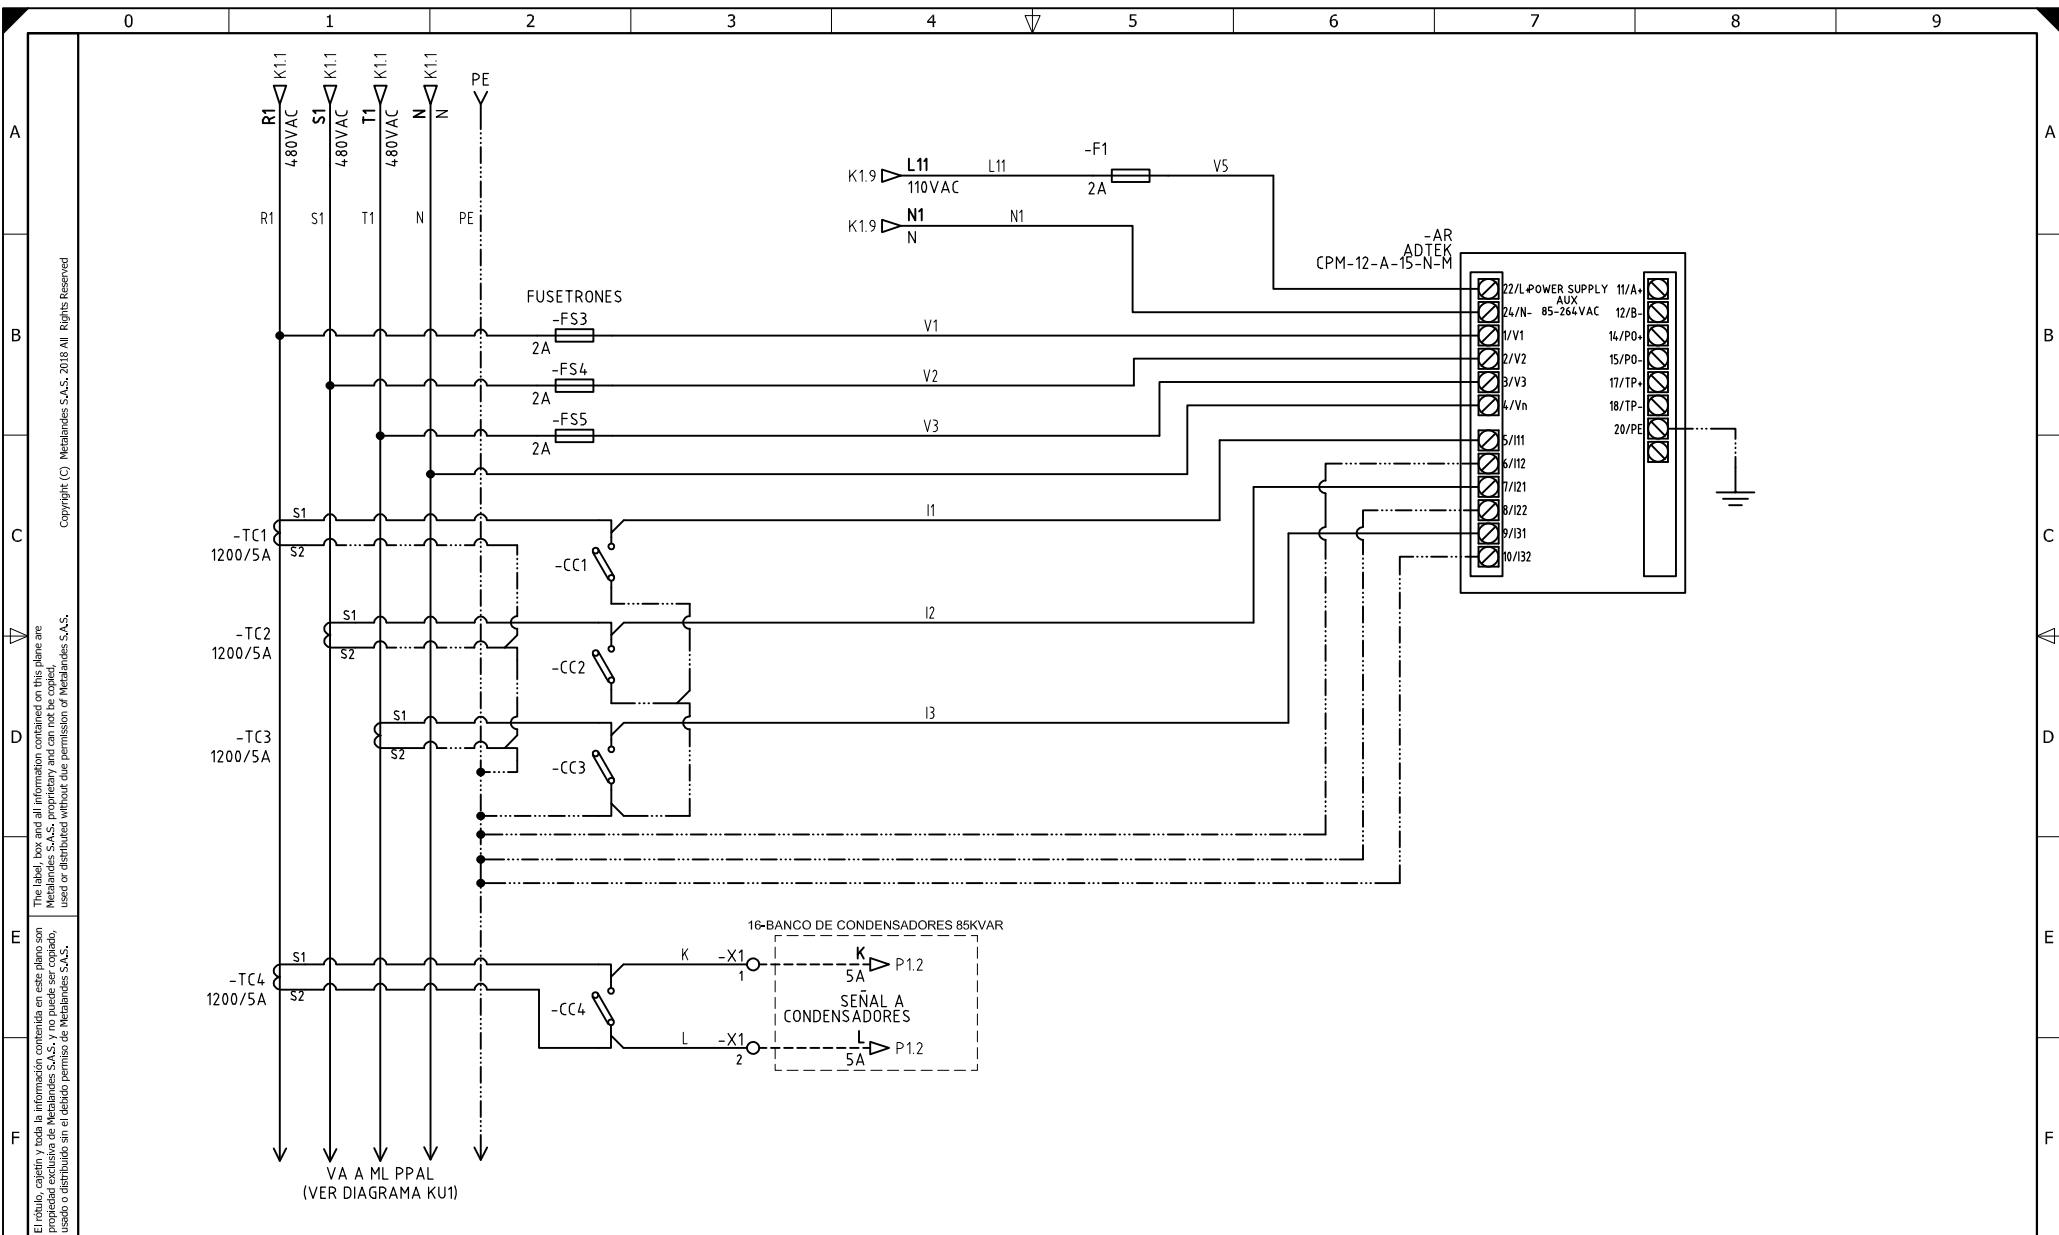 0 1 2 3 4 5 6 7 8 9
K1.1 K1.1 K1.1 K1.1 PE
R1 S1 T1 N N
480VAC 480VAC 480VAC
A A
-F1
K1.9 L11 L11 V5
110VAC 2A
R1 S1 T1 N PE
K1.9 N1 N1
N
-AR
ADTEK
CPM-12-A-15-N-M
22/L+ POWER SUPPLY 11/A+
AUX
24/N- 85-264VAC 12/B-
1/V1 14/PO+
2/V2 15/PO-
3/V3 17/TP+
4/Vn 18/TP-
20/PE
5/I11
6/I12
7/I21
8/I22
9/I31
10/I32
FUSETRONES
B B
-FS3 V1
2A
-FS4 V2
2A
-FS5 V3
2A
C C
S1 I1
-TC1
1200/5A S2
-CC1
S1 I2
-TC2
1200/5A S2
-CC2
D D
S1 I3
-TC3
1200/5A S2
-CC3
E E
16-BANCO DE CONDENSADORES 85KVAR
S1 K -X1 K P1.2
-TC4 1 5A
1200/5A S2
-CC4
SEÑAL A
CONDENSADORES
L -X1 L P1.2
2 5A
F F
VA A ML PPAL
(VER DIAGRAMA KU1)
Copyright (C) Metalandes S.A.S. 2018 All Rights Reserved
The label, box and all information contained on this plane are
Metalandes S.A.S. proprietary and can not be copied,
used or distributed without due permission of Metalandes S.A.S.
El rótulo, cajetín y toda la información contenida en este plano son
propiedad exclusiva de Metalandes S.A.S. y no puede ser copiado,
usado o distribuido sin el debido permiso de Metalandes S.A.S.